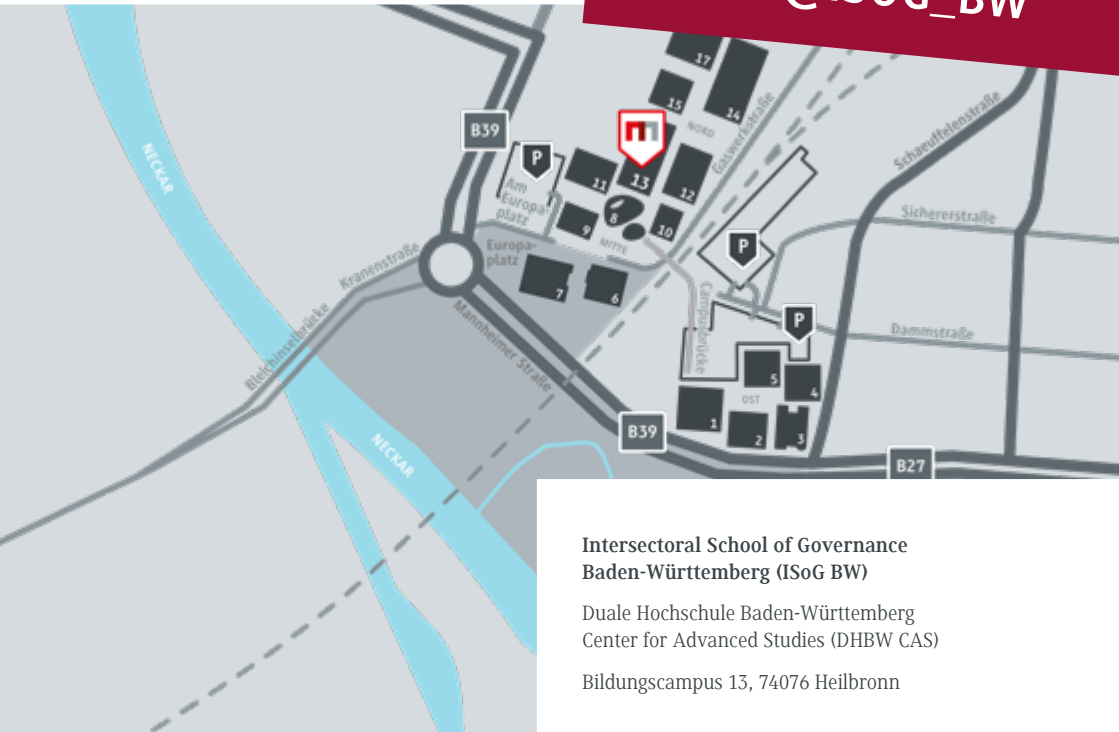 @ISoG_BW
17
15
14
NORD
B39
P
Gaswerkstraße
Schaeuffelenstraße
NECKAR
13
11
12
Am
Europa-
platz
8
9
10
MITTE
Sichererstraße
P
Kranenstraße
Europa-
platz
7
6
Campusbrücke
P
Mannheimer Straße
Bleichinselbrücke
Dammstraße
5
4
OST
1
2
3
B39
NECKAR
B27
Intersectoral School of Governance
Baden-Württemberg (ISoG BW)
Duale Hochschule Baden-Württemberg
Center for Advanced Studies (DHBW CAS)
Bildungscampus 13, 74076 Heilbronn